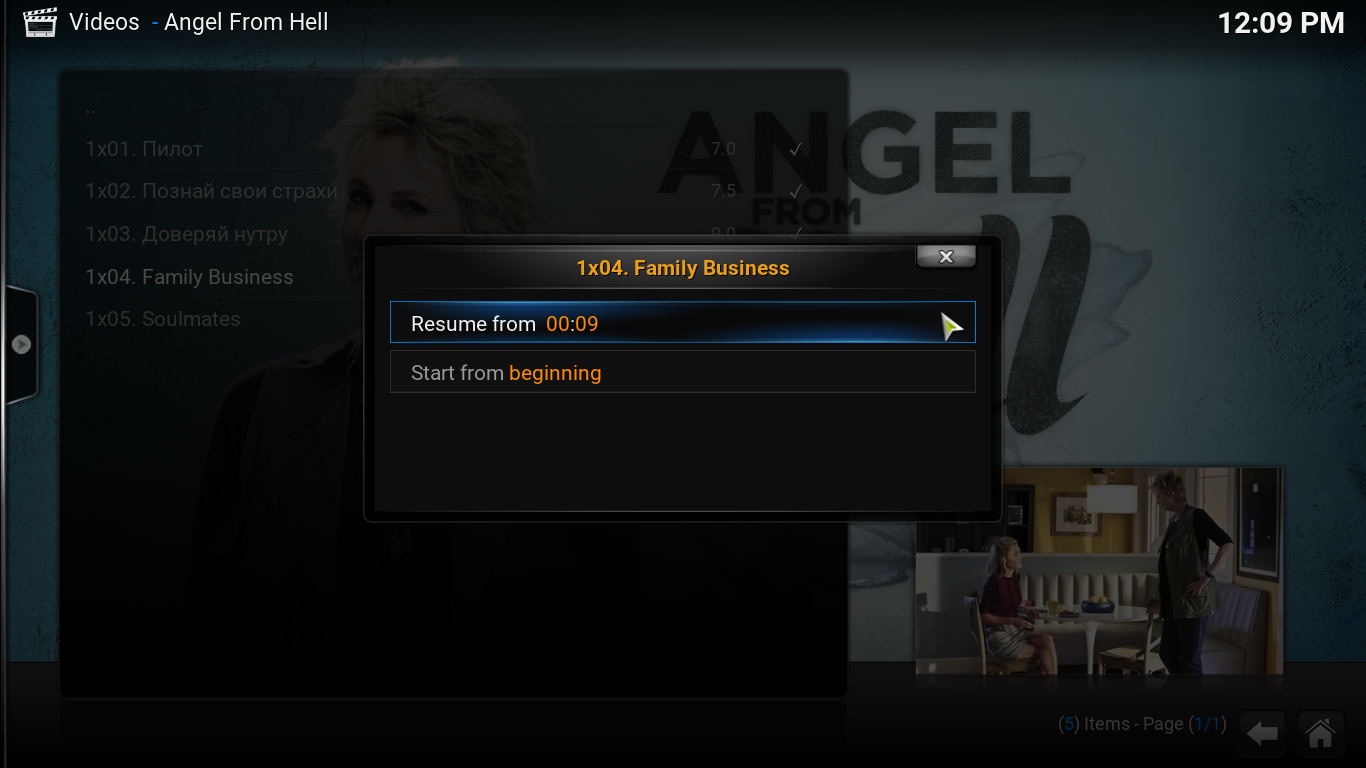 Videos - Angel From Hell
12:09 PM
..
1x01. Пилот 7.0 ✓
1x02. Познай свои страхи 7.5 ✓
1x03. Доверяй нутру 9.0 ✓
1x04. Family Business
1x05. Soulmates
ANGEL
FROM
1x04. Family Business
Resume from 00:09
Start from beginning
(5) Items - Page (1/1)